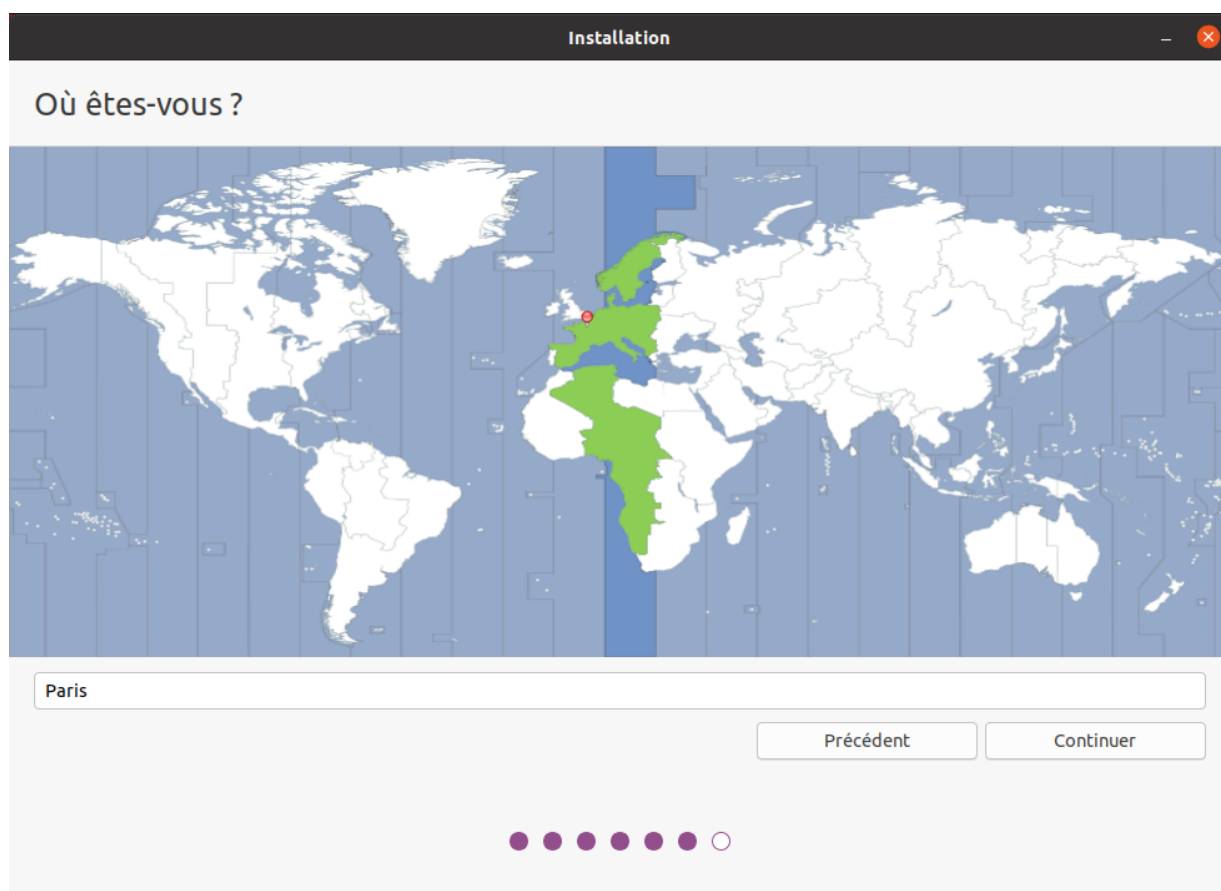 Installation
Où êtes-vous ?
Paris
Précédent
Continuer